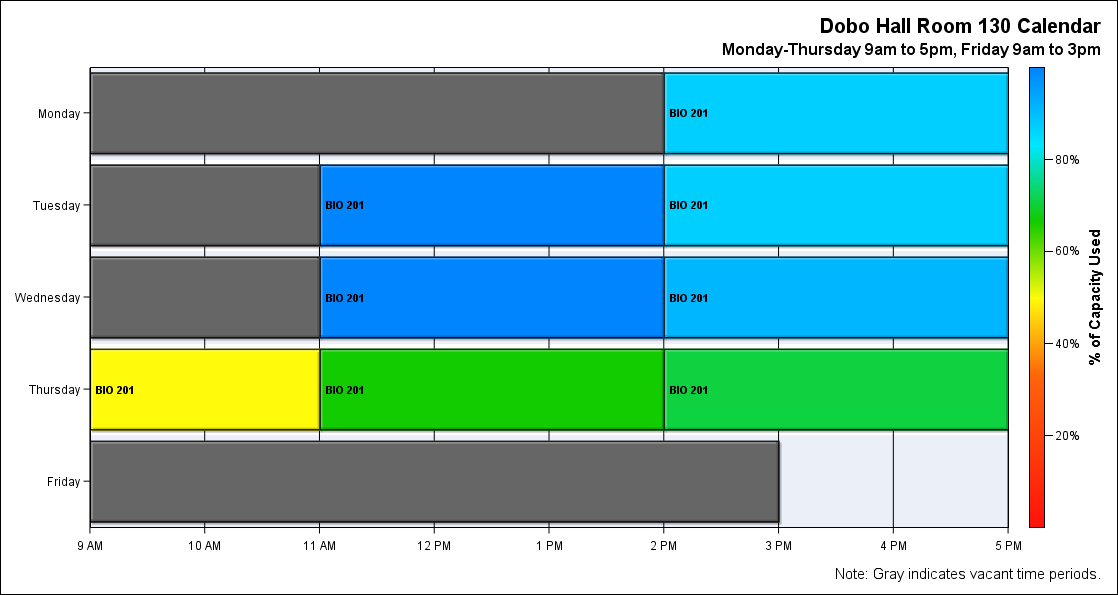 Dobo Hall Room 130 Calendar
Monday-Thursday 9am to 5pm, Friday 9am to 3pm
Monday
BIO 201
Tuesday
BIO 201
BIO 201
Wednesday
BIO 201
BIO 201
Thursday
BIO 201
BIO 201
BIO 201
Friday
9 AM
10 AM
11 AM
12 PM
1 PM
2 PM
3 PM
4 PM
5 PM
80%
60%
40%
20%
% of Capacity Used
Note: Gray indicates vacant time periods.